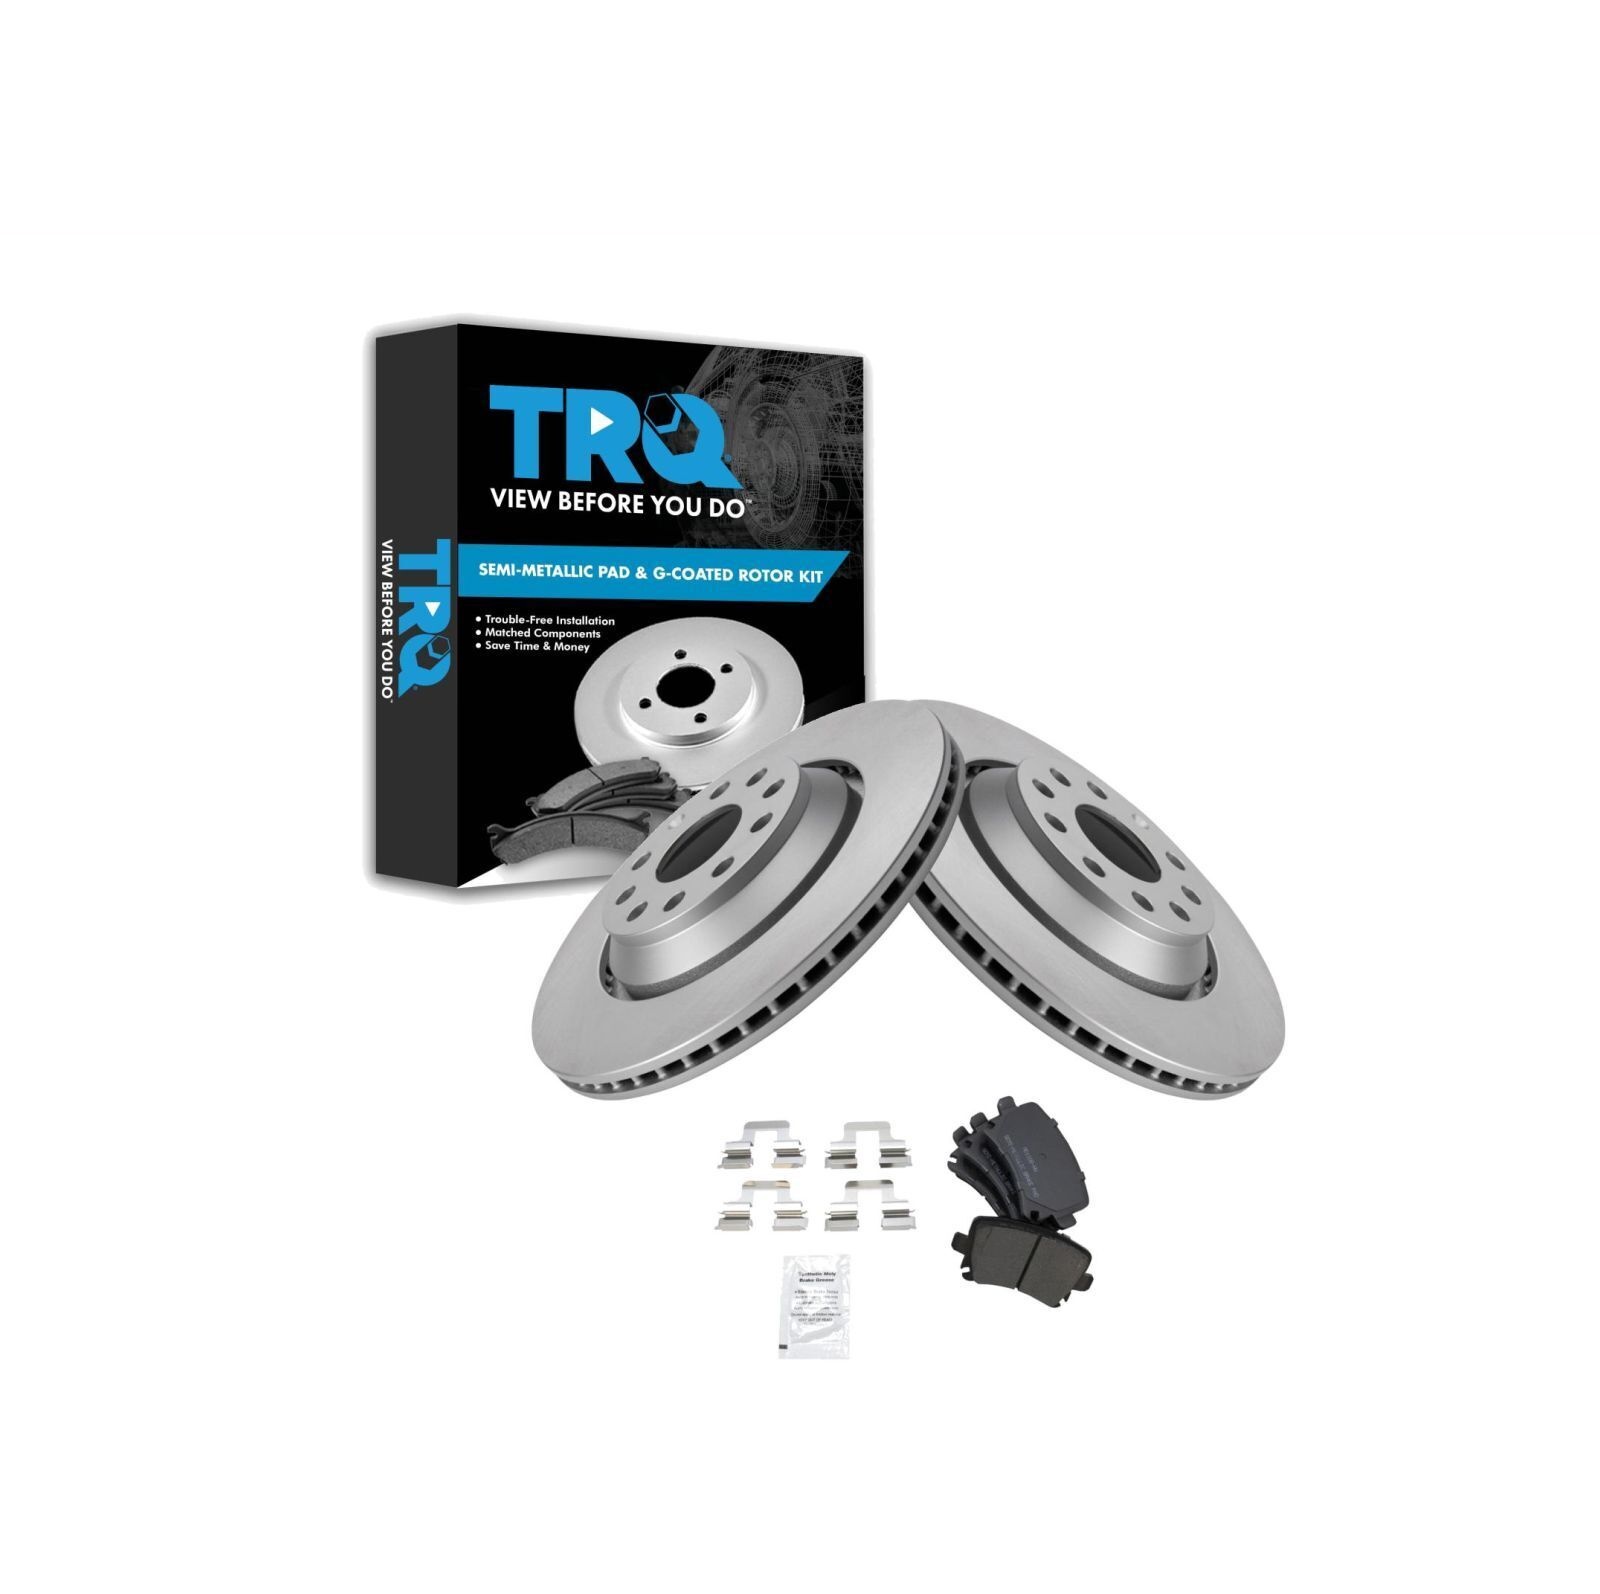 TRQ
VIEW BEFORE YOU DO™
SEMI-METALLIC PAD & G-COATED ROTOR KIT
• Trouble-Free Installation
• Matched Components
• Save Time & Money
TRQ
VIEW BEFORE YOU DO™
Synthetic Moly
Brake Grease